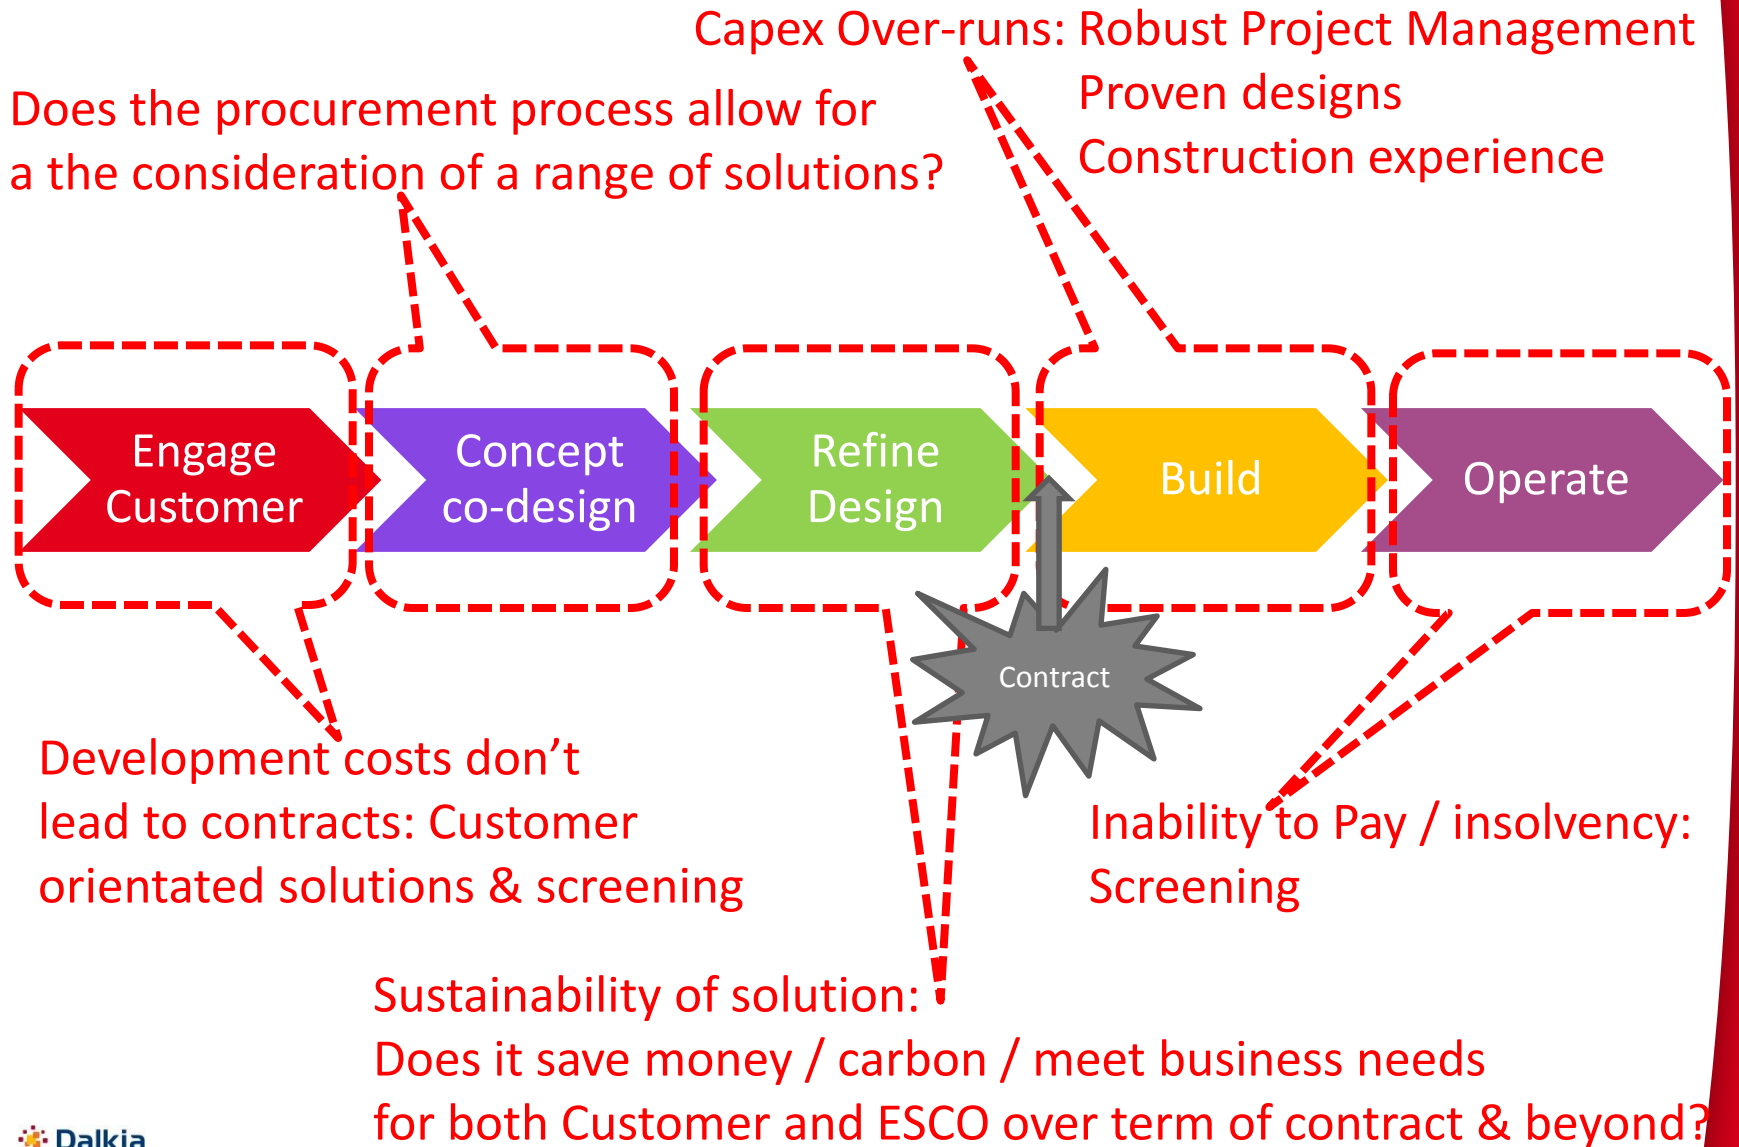 Capex Over-runs: Robust Project Management
Proven designs
Construction experience
Does the procurement process allow for
a the consideration of a range of solutions?
Engage
Customer
Concept
co-design
Refine
Design
Build
Operate
Contract
Development costs don’t
lead to contracts: Customer
orientated solutions & screening
Inability to Pay / insolvency:
Screening
Sustainability of solution:
Does it save money / carbon / meet business needs
for both Customer and ESCO over term of contract & beyond?
Dalkia